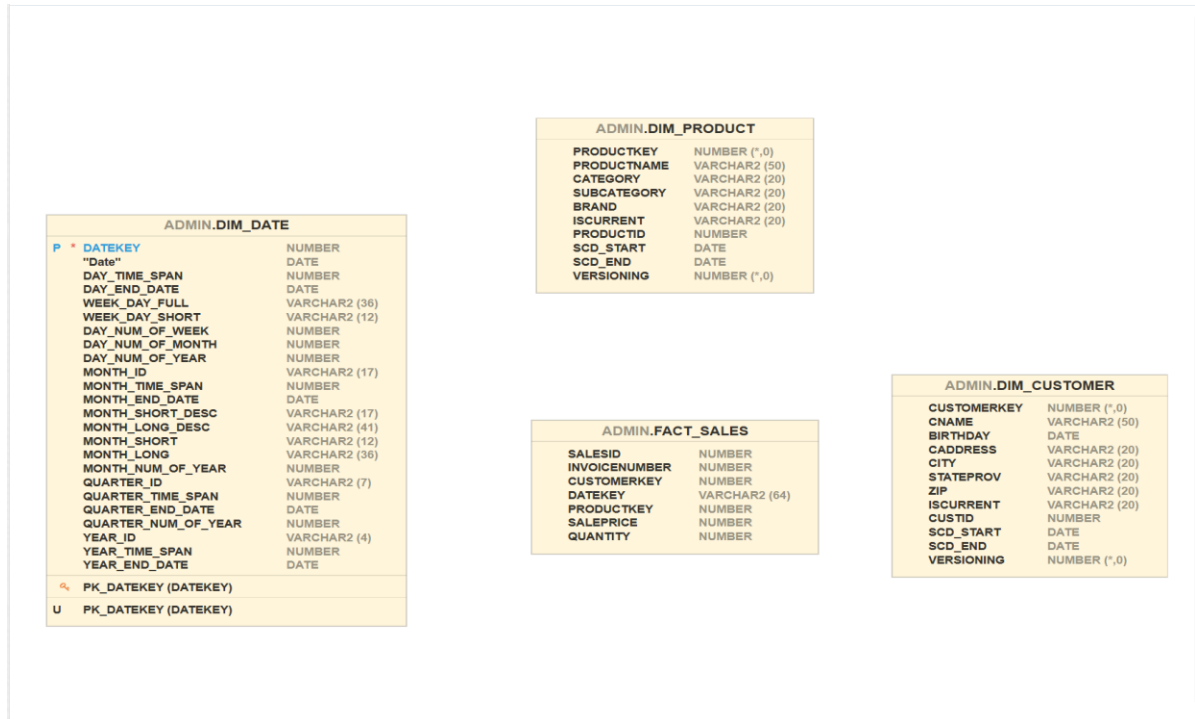 ADMIN.DIM_PRODUCT
PRODUCTKEY NUMBER (*,0)
PRODUCTNAME VARCHAR2 (50)
CATEGORY VARCHAR2 (20)
SUBCATEGORY VARCHAR2 (20)
BRAND VARCHAR2 (20)
ISCURRENT VARCHAR2 (20)
PRODUCTID NUMBER
SCD_START DATE
SCD_END DATE
VERSIONING NUMBER (*,0)
ADMIN.DIM_DATE
P * DATEKEY NUMBER
"Date" DATE
DAY_TIME_SPAN NUMBER
DAY_END_DATE DATE
WEEK_DAY_FULL VARCHAR2 (36)
WEEK_DAY_SHORT VARCHAR2 (12)
DAY_NUM_OF_WEEK NUMBER
DAY_NUM_OF_MONTH NUMBER
DAY_NUM_OF_YEAR NUMBER
MONTH_ID VARCHAR2 (17)
MONTH_TIME_SPAN NUMBER
MONTH_END_DATE DATE
MONTH_SHORT_DESC VARCHAR2 (17)
MONTH_LONG_DESC VARCHAR2 (41)
MONTH_SHORT VARCHAR2 (12)
MONTH_LONG VARCHAR2 (36)
MONTH_NUM_OF_YEAR NUMBER
QUARTER_ID VARCHAR2 (7)
QUARTER_TIME_SPAN NUMBER
QUARTER_END_DATE DATE
QUARTER_NUM_OF_YEAR NUMBER
YEAR_ID VARCHAR2 (4)
YEAR_TIME_SPAN NUMBER
YEAR_END_DATE DATE
PK_DATEKEY (DATEKEY)
U PK_DATEKEY (DATEKEY)
ADMIN.FACT_SALES
SALESID NUMBER
INVOICENUMBER NUMBER
CUSTOMERKEY NUMBER
DATEKEY VARCHAR2 (64)
PRODUCTKEY NUMBER
SALEPRICE NUMBER
QUANTITY NUMBER
ADMIN.DIM_CUSTOMER
CUSTOMERKEY NUMBER (*,0)
CNAME VARCHAR2 (50)
BIRTHDAY DATE
CADDRESS VARCHAR2 (20)
CITY VARCHAR2 (20)
STATEPROV VARCHAR2 (20)
ZIP VARCHAR2 (20)
ISCURRENT VARCHAR2 (20)
CUSTID NUMBER
SCD_START DATE
SCD_END DATE
VERSIONING NUMBER (*,0)